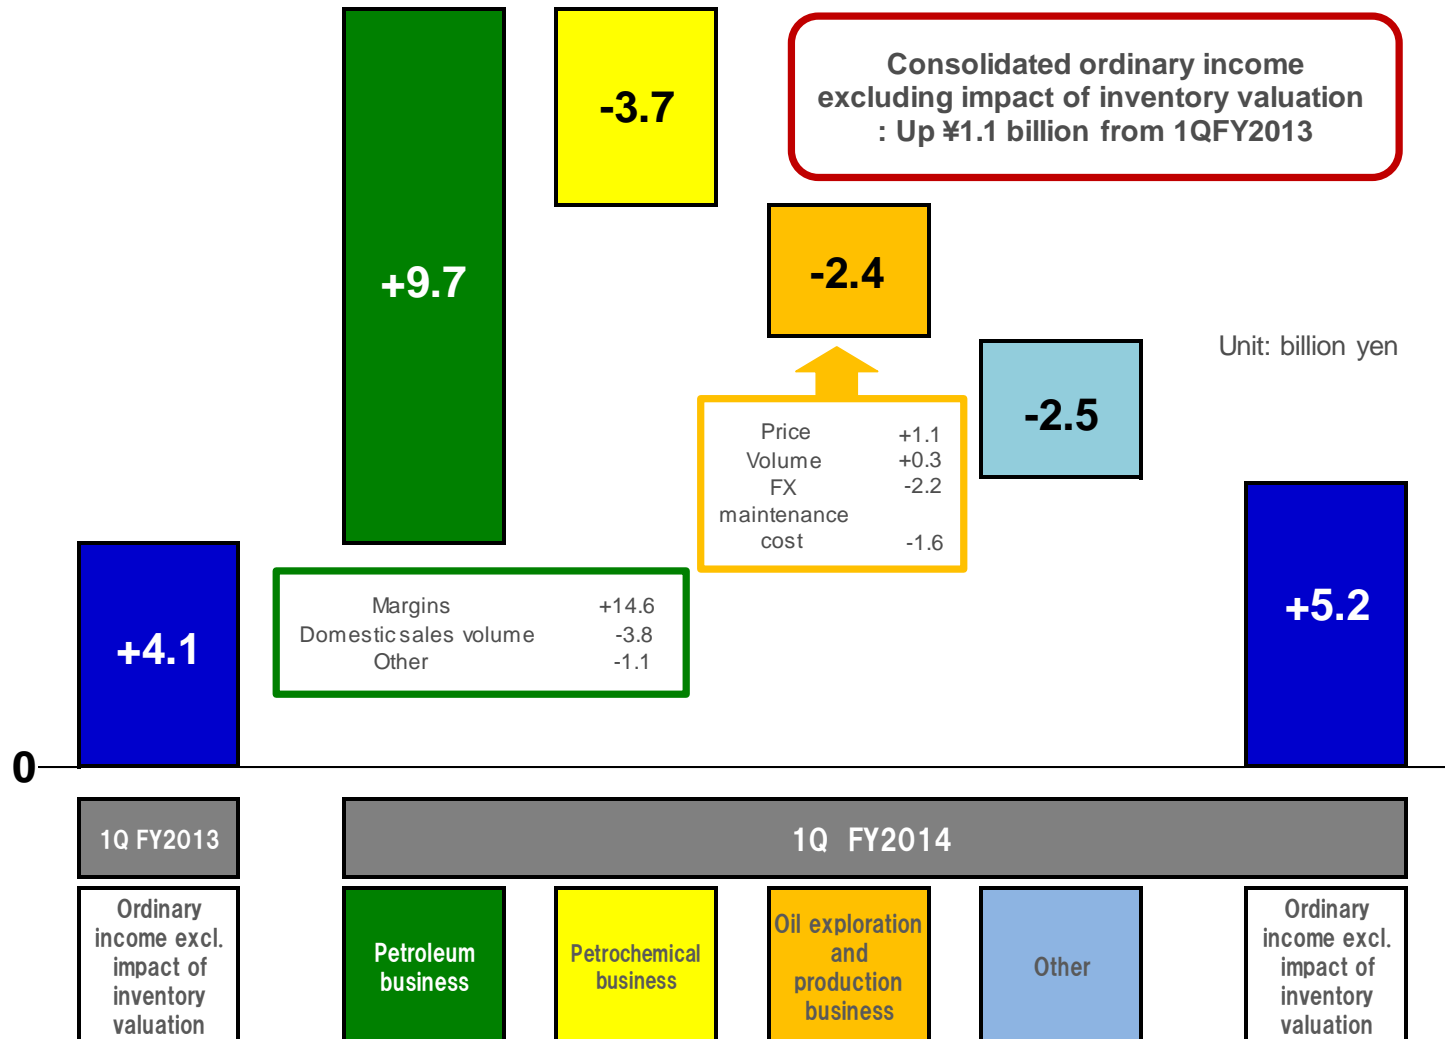 Consolidated ordinary income
excluding impact of inventory valuation
: Up ¥1.1 billion from 1QFY2013
-3.7
+9.7
-2.4
Unit: billion yen
-2.5
Price +1.1
Volume +0.3
FX -2.2
maintenance
cost -1.6
+4.1
Margins +14.6
Domestic sales volume -3.8
Other -1.1
+5.2
0
1Q FY2013
1Q FY2014
Ordinary
income excl.
impact of
inventory
valuation
Petroleum
business
Petrochemical
business
Oil exploration
and
production
business
Other
Ordinary
income excl.
impact of
inventory
valuation